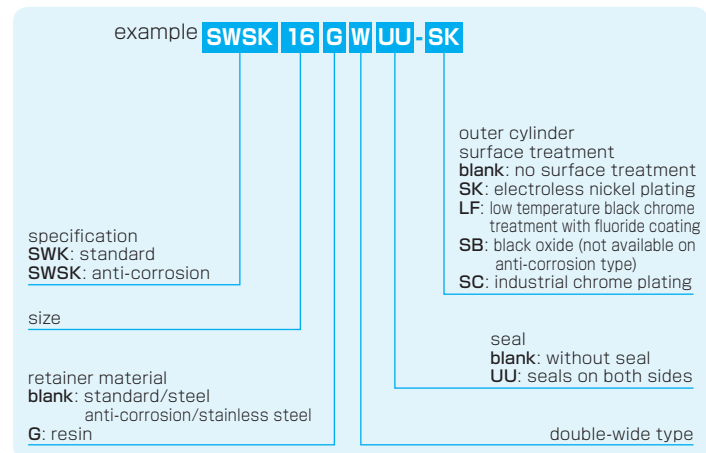 example SWSK 16 G W UU - SK
specification
SWK: standard
SWSK: anti-corrosion
size
retainer material
blank: standard/steel
anti-corrosion/stainless steel
G: resin
outer cylinder
surface treatment
blank: no surface treatment
SK: electroless nickel plating
LF: low temperature black chrome
treatment with fluoride coating
SB: black oxide (not available on
anti-corrosion type)
SC: industrial chrome plating
seal
blank: without seal
UU: seals on both sides
double-wide type